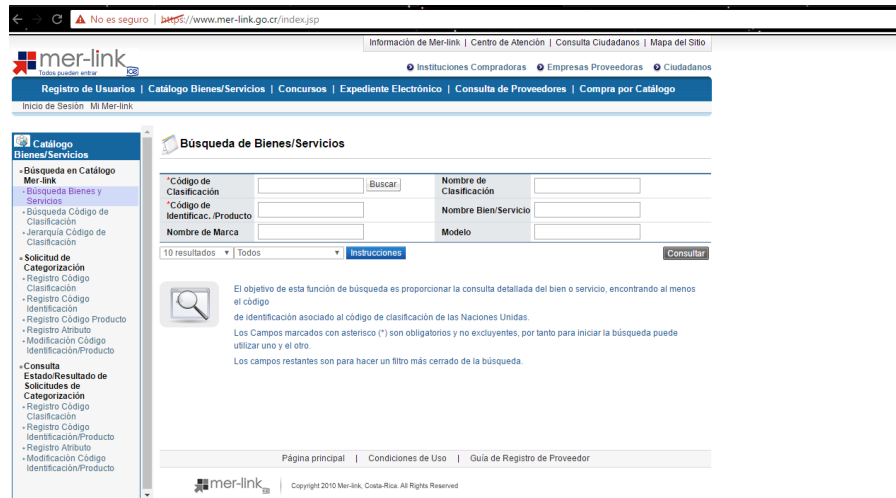 No es seguro | https://www.mer-link.go.cr/index.jsp
Información de Mer-link | Centro de Atención | Consulta Ciudadanos | Mapa del Sitio
mer-link
Todos pueden entrar
Instituciones Compradoras Empresas Proveedoras Ciudadanos
Registro de Usuarios | Catálogo Bienes/Servicios | Concursos | Expediente Electrónico | Consulta de Proveedores | Compra por Catálogo
Inicio de Sesión Mi Mer-link
Catálogo
Bienes/Servicios
Búsqueda en Catálogo
Mer-link
Búsqueda Bienes y
Servicios
Búsqueda Código de
Clasificación
Jerarquía Código de
Clasificación
Solicitud de
Categorización
Registro Código
Clasificación
Registro Código
Identificación
Registro Código Producto
Registro Atributo
Modificación Código
Identificación/Producto
Consulta
Estado/Resultado de
Solicitudes de
Categorización
Registro Código
Clasificación
Registro Código
Identificación/Producto
Registro Atributo
Modificación Código
Identificación/Producto
Búsqueda de Bienes/Servicios
*Código de
Clasificación
Buscar
Nombre de
Clasificación
*Código de
Identificac. /Producto
Nombre Bien/Servicio
Nombre de Marca
Modelo
10 resultados Todos Instrucciones Consultar
El objetivo de esta función de búsqueda es proporcionar la consulta detallada del bien o servicio, encontrando al menos
el código
de identificación asociado al código de clasificación de las Naciones Unidas.
Los Campos marcados con asterisco (*) son obligatorios y no excluyentes, por tanto para iniciar la búsqueda puede
utilizar uno y el otro.
Los campos restantes son para hacer un filtro más cerrado de la búsqueda.
Página principal | Condiciones de Uso | Guía de Registro de Proveedor
mer-link
Copyright 2010 Mer-link, Costa-Rica. All Rights Reserved